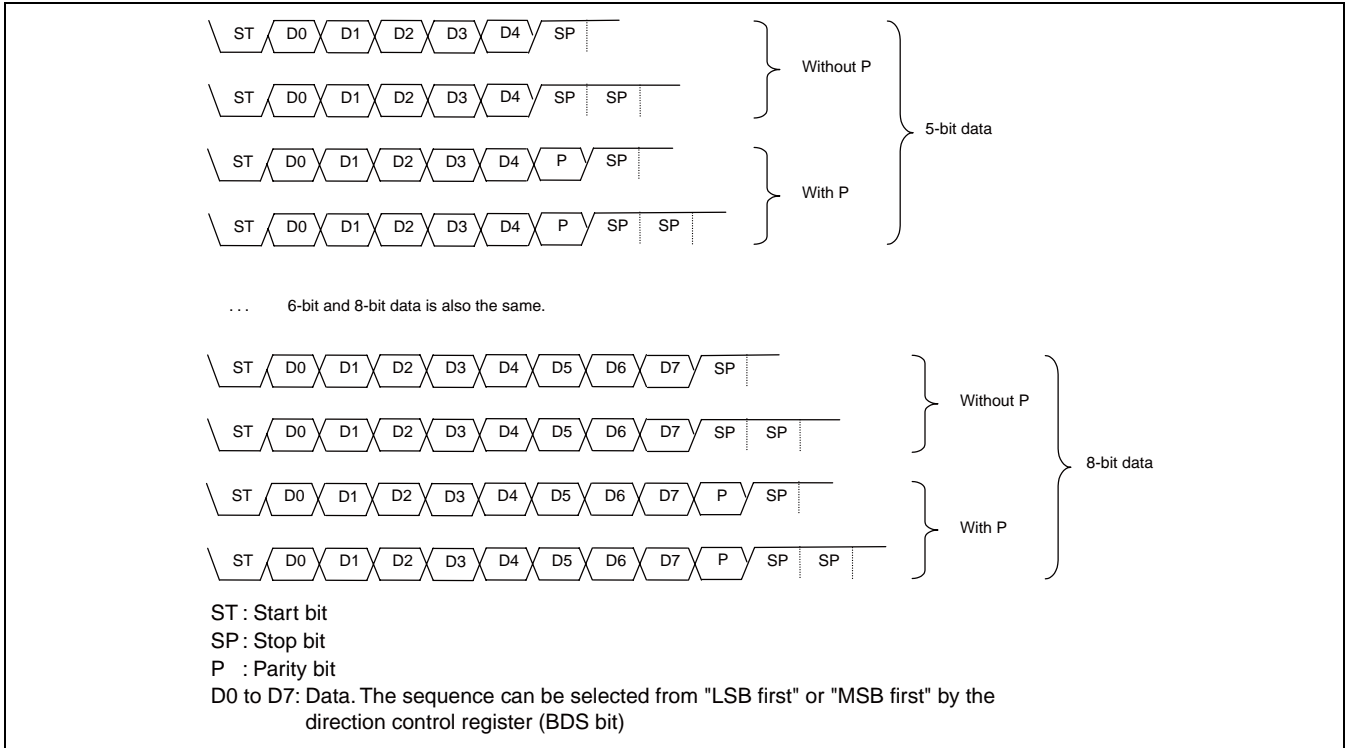 ST D0 D1 D2 D3 D4 SP
Without P
ST D0 D1 D2 D3 D4 SP SP
5-bit data
ST D0 D1 D2 D3 D4 P SP
With P
ST D0 D1 D2 D3 D4 P SP SP
... 6-bit and 8-bit data is also the same.
ST D0 D1 D2 D3 D4 D5 D6 D7 SP
Without P
ST D0 D1 D2 D3 D4 D5 D6 D7 SP SP
8-bit data
ST D0 D1 D2 D3 D4 D5 D6 D7 P SP
With P
ST D0 D1 D2 D3 D4 D5 D6 D7 P SP SP
ST : Start bit
SP : Stop bit
P : Parity bit
D0 to D7: Data. The sequence can be selected from "LSB first" or "MSB first" by the
direction control register (BDS bit)